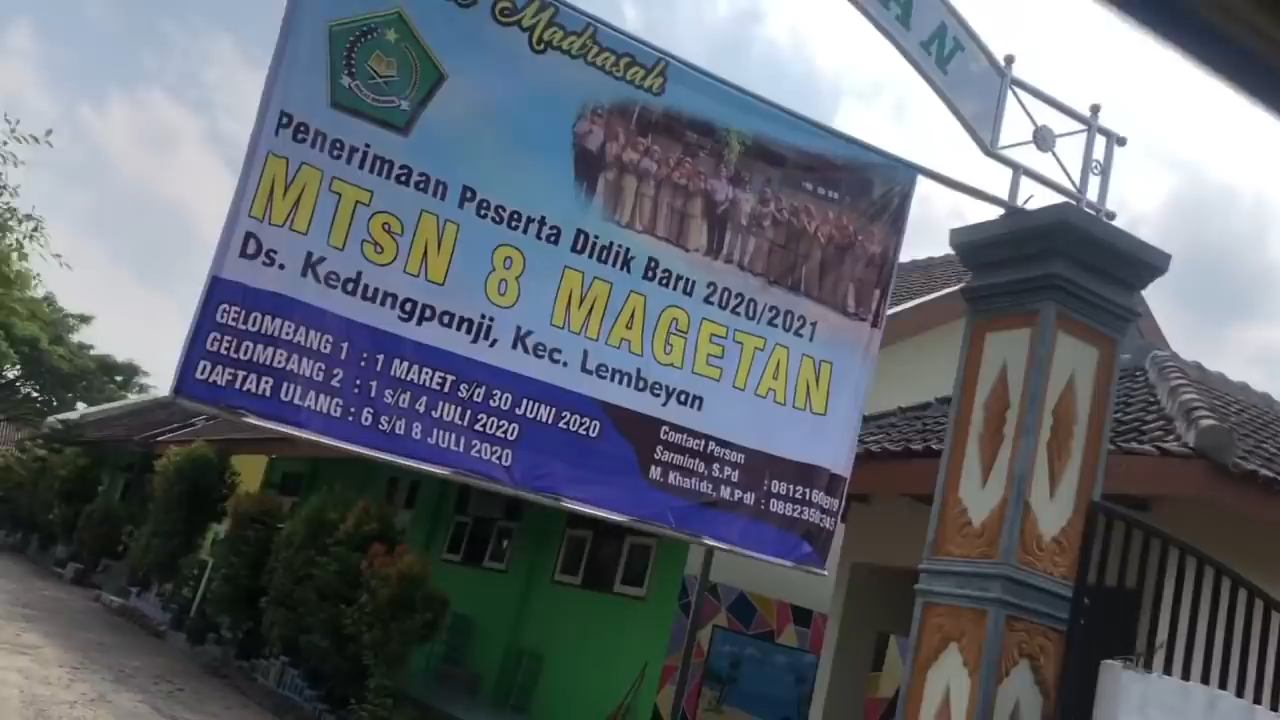 Madrasah
AN
Penerimaan Peserta Didik Baru 2020/2021
MTsN 8 MAGETAN
Ds. Kedungpanji, Kec. Lembeyan
GELOMBANG 1 : 1 MARET s/d 30 JUNI 2020
GELOMBANG 2 : 1 s/d 4 JULI 2020
DAFTAR ULANG : 6 s/d 8 JULI 2020
Contact Person
Sarminto, S.Pd
M. Khafidz, M.PdI